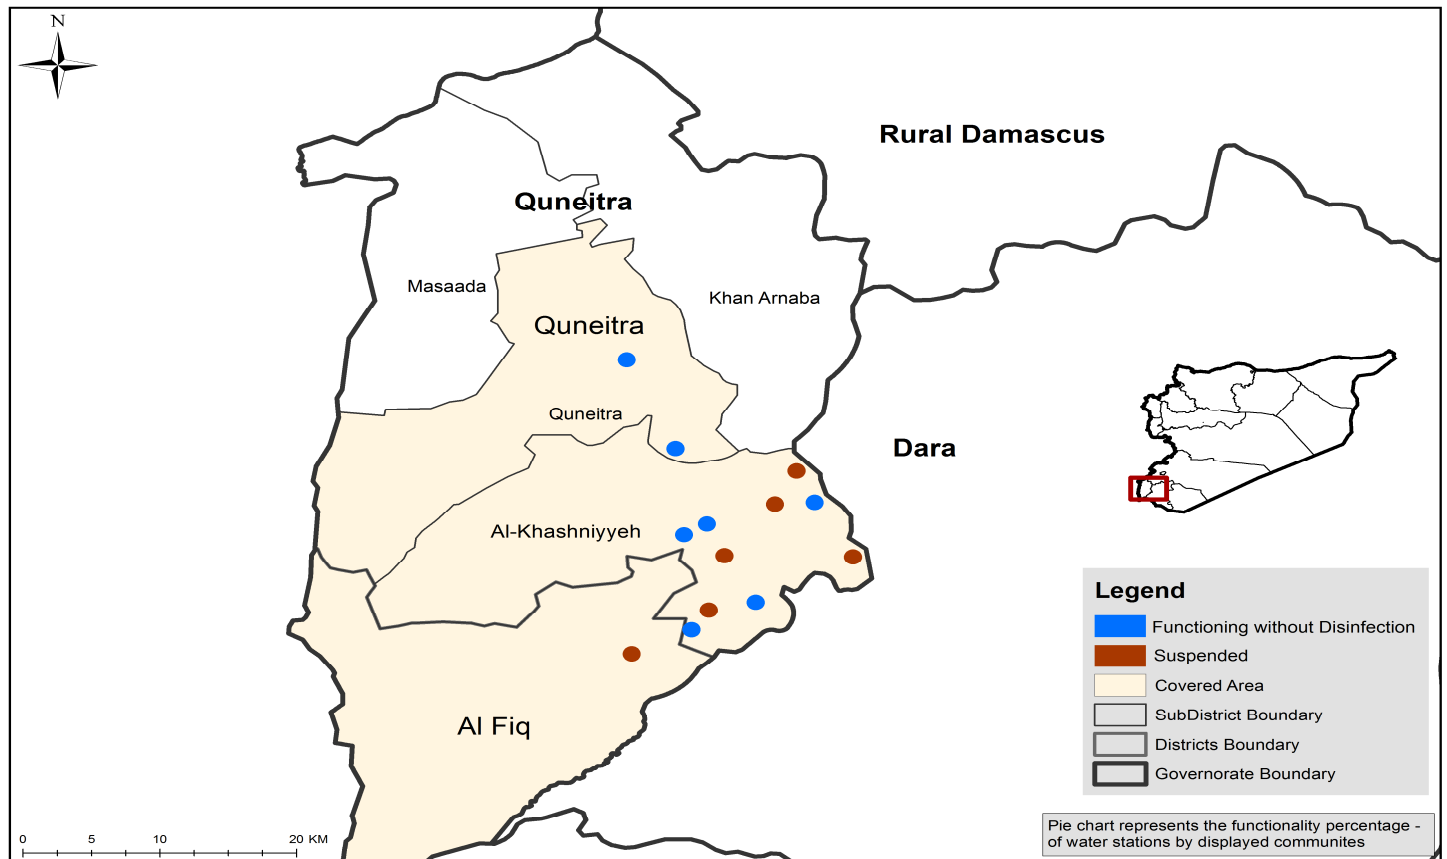 N
Rural Damascus
Quneitra
Masaada
Khan Arnaba
Quneitra
Quneitra
Dara
Al-Khashniyyeh
Al Fiq
Legend
Functioning without Disinfection
Suspended
Covered Area
SubDistrict Boundary
Districts Boundary
Governorate Boundary
Pie chart represents the functionality percentage -
of water stations by displayed communites
0 5 10 20 KM